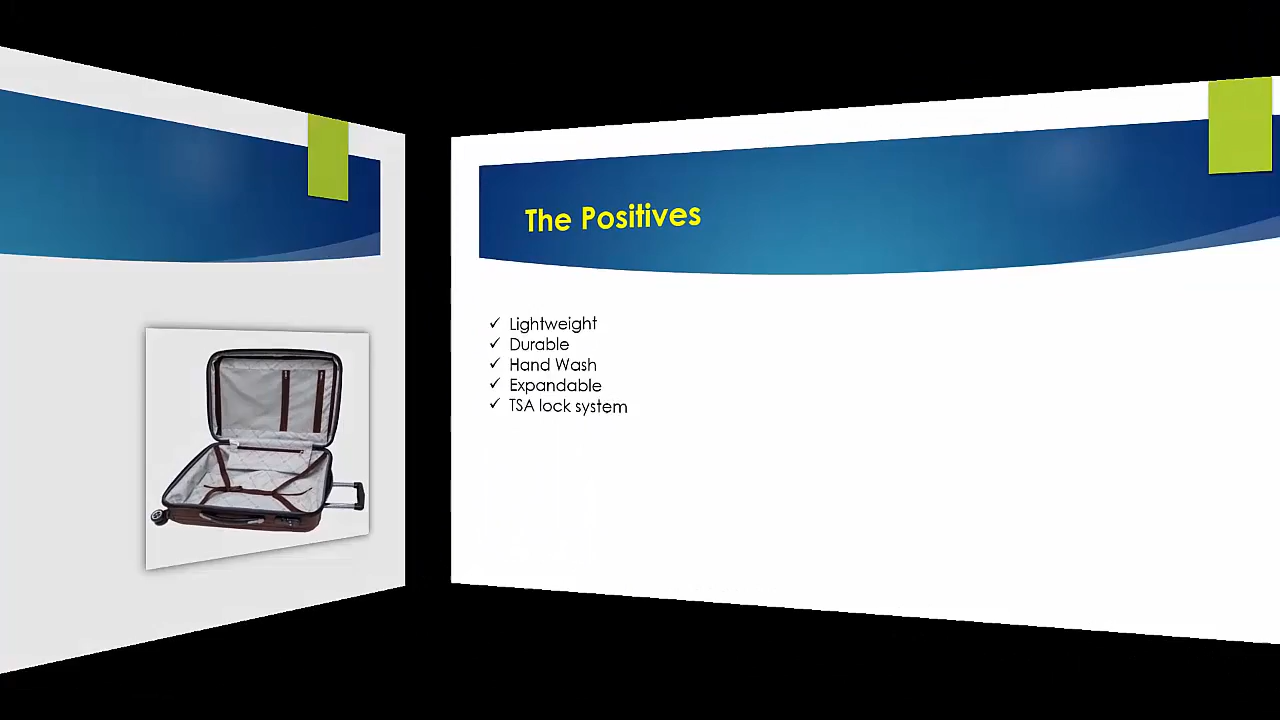 The Positives
✓ Lightweight
✓ Durable
✓ Hand Wash
✓ Expandable
✓ TSA lock system